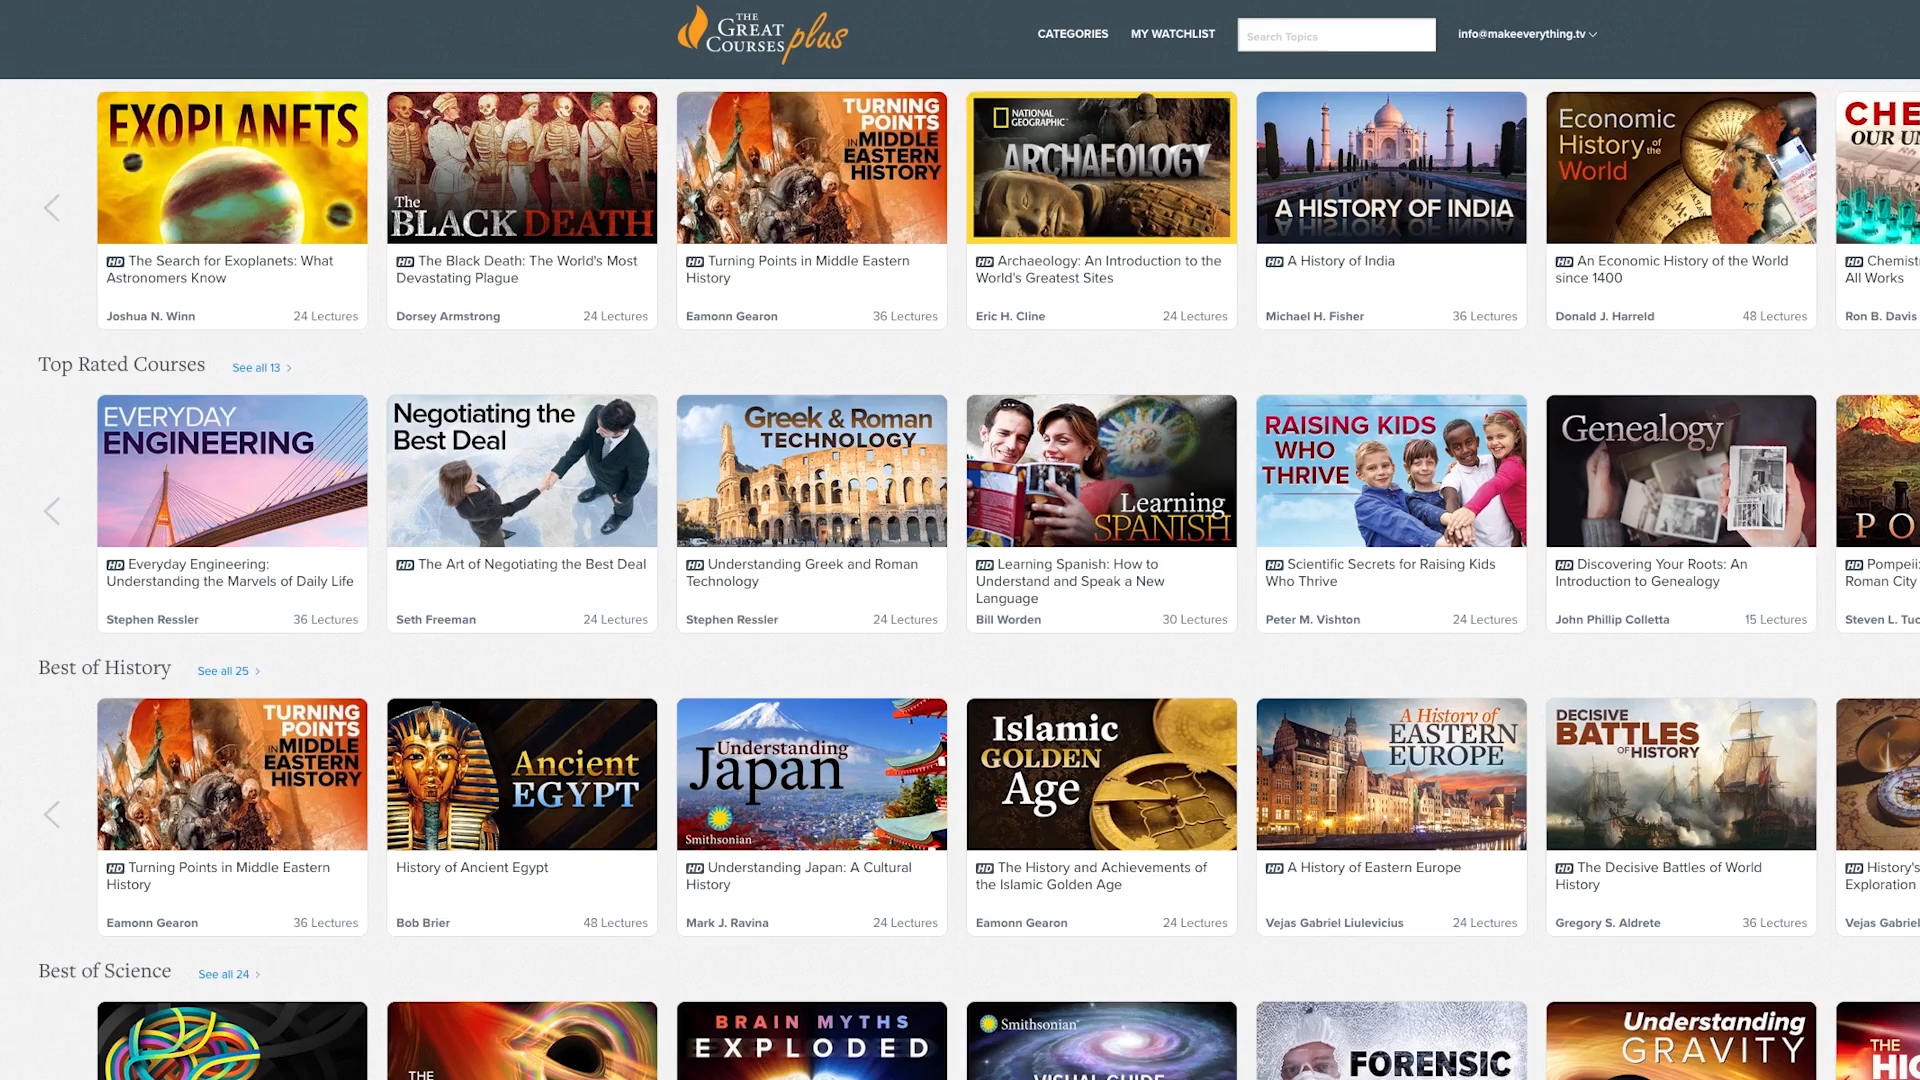 THE
GREAT
COURSES plus
CATEGORIES
MY WATCHLIST
Search Topics
info@makeeverything.tv
EXOPLANETS
The
BLACK DEATH
TURNING
POINTS
IN MIDDLE
EASTERN
HISTORY
NATIONAL
GEOGRAPHIC
ARCHAEOLOGY
A HISTORY OF INDIA
Economic
History of the
World
CHE
OUR UN
HD The Search for Exoplanets: What
Astronomers Know
Joshua N. Winn
24 Lectures
HD The Black Death: The World's Most
Devastating Plague
Dorsey Armstrong
24 Lectures
HD Turning Points in Middle Eastern
History
Eamonn Gearon
36 Lectures
HD Archaeology: An Introduction to the
World's Greatest Sites
Eric H. Cline
24 Lectures
HD A History of India
Michael H. Fisher
36 Lectures
HD An Economic History of the World
since 1400
Donald J. Harreld
48 Lectures
HD Chemist
All Works
Ron B. Davis
Top Rated Courses
See all 13
EVERYDAY
ENGINEERING
Negotiating the
Best Deal
Greek & Roman
TECHNOLOGY
Learning
SPANISH
RAISING KIDS
WHO
THRIVE
Genealogy
PO
HD Everyday Engineering:
Understanding the Marvels of Daily Life
Stephen Ressler
36 Lectures
HD The Art of Negotiating the Best Deal
Seth Freeman
24 Lectures
HD Understanding Greek and Roman
Technology
Stephen Ressler
24 Lectures
HD Learning Spanish: How to
Understand and Speak a New
Language
Bill Worden
30 Lectures
HD Scientific Secrets for Raising Kids
Who Thrive
Peter M. Vishton
24 Lectures
HD Discovering Your Roots: An
Introduction to Genealogy
John Phillip Colletta
15 Lectures
HD Pompeii:
Roman City
Steven L. Tuc
Best of History
See all 25
TURNING
POINTS
IN MIDDLE
EASTERN
HISTORY
Ancient
EGYPT
Understanding
Japan
Smithsonian
Islamic
GOLDEN
Age
A History of
EASTERN
EUROPE
DECISIVE
BATTLES
OF HISTORY
HD Turning Points in Middle Eastern
History
Eamonn Gearon
36 Lectures
History of Ancient Egypt
Bob Brier
48 Lectures
HD Understanding Japan: A Cultural
History
Mark J. Ravina
24 Lectures
HD The History and Achievements of
the Islamic Golden Age
Eamonn Gearon
24 Lectures
HD A History of Eastern Europe
Vejas Gabriel Liulevicius
24 Lectures
HD The Decisive Battles of World
History
Gregory S. Aldrete
36 Lectures
HD History's
Exploration
Vejas Gabriel
Best of Science
See all 24
THE
BRAIN MYTHS
EXPLODED
Smithsonian
VISUAL GUIDE
FORENSIC
Understanding
GRAVITY
THE
HIG